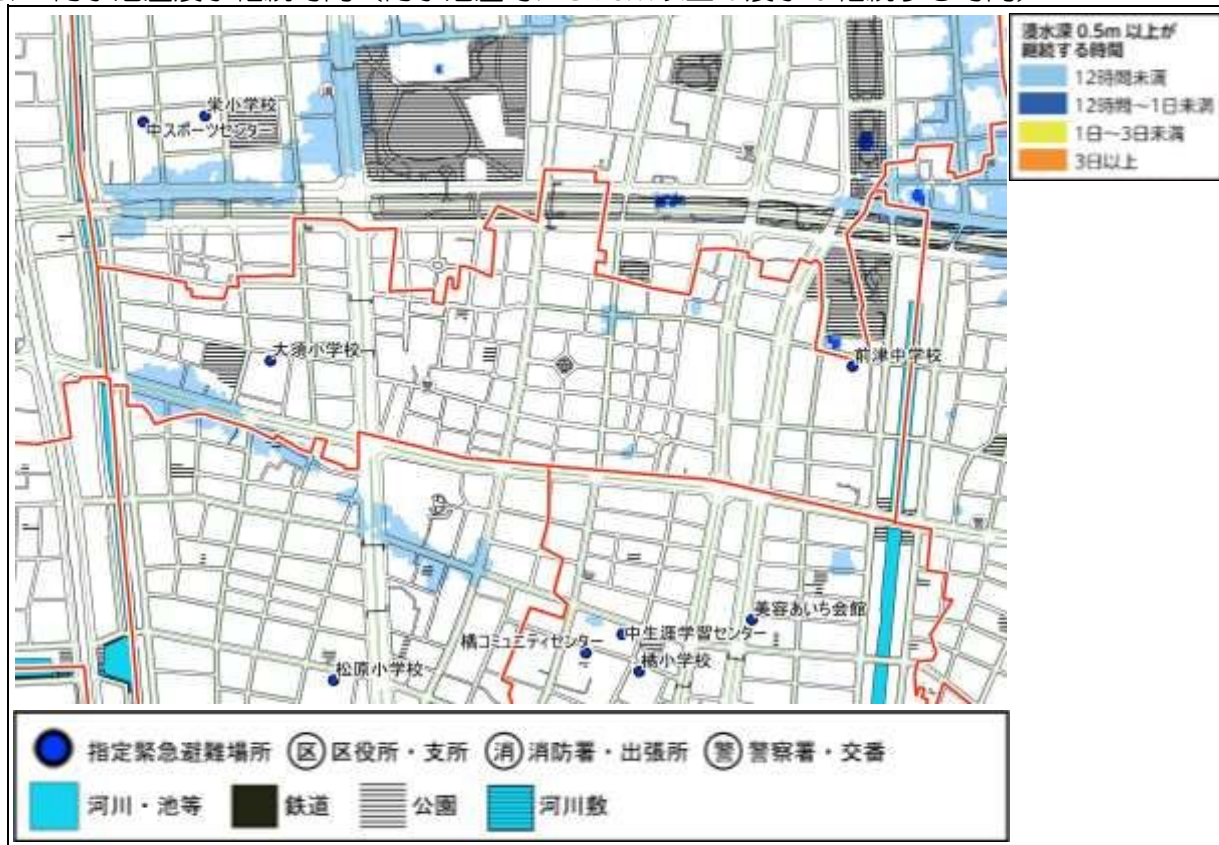 浸水深 0.5m 以上が
継続する時間
12時間未満
12時間~1日未満
1日~3日未満
3日以上
栄小学校
中スポーツセンター
消
大須小学校
前津中学校
美容あいち会館
橘コミュニティセンター
中生涯学習センター
橘小学校
松原小学校
指定緊急避難場所 区 区役所・支所 消 消防署・出張所 警 警察署・交番
河川・池等 鉄道 公園 河川敷